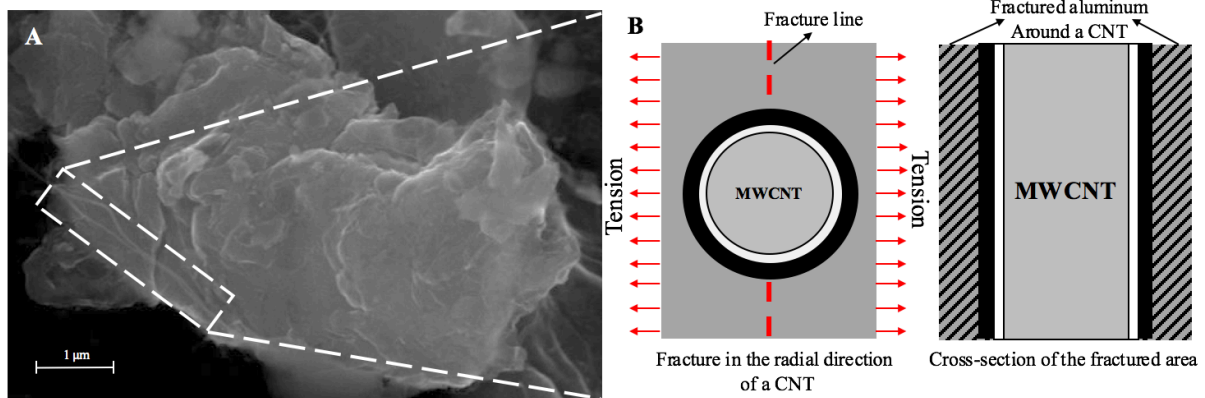 A
1 μm
B
Fracture line
Tension
MWCNT
Tension
Fracture in the radial direction
of a CNT
Fractured aluminum
Around a CNT
MWCNT
Cross-section of the fractured area